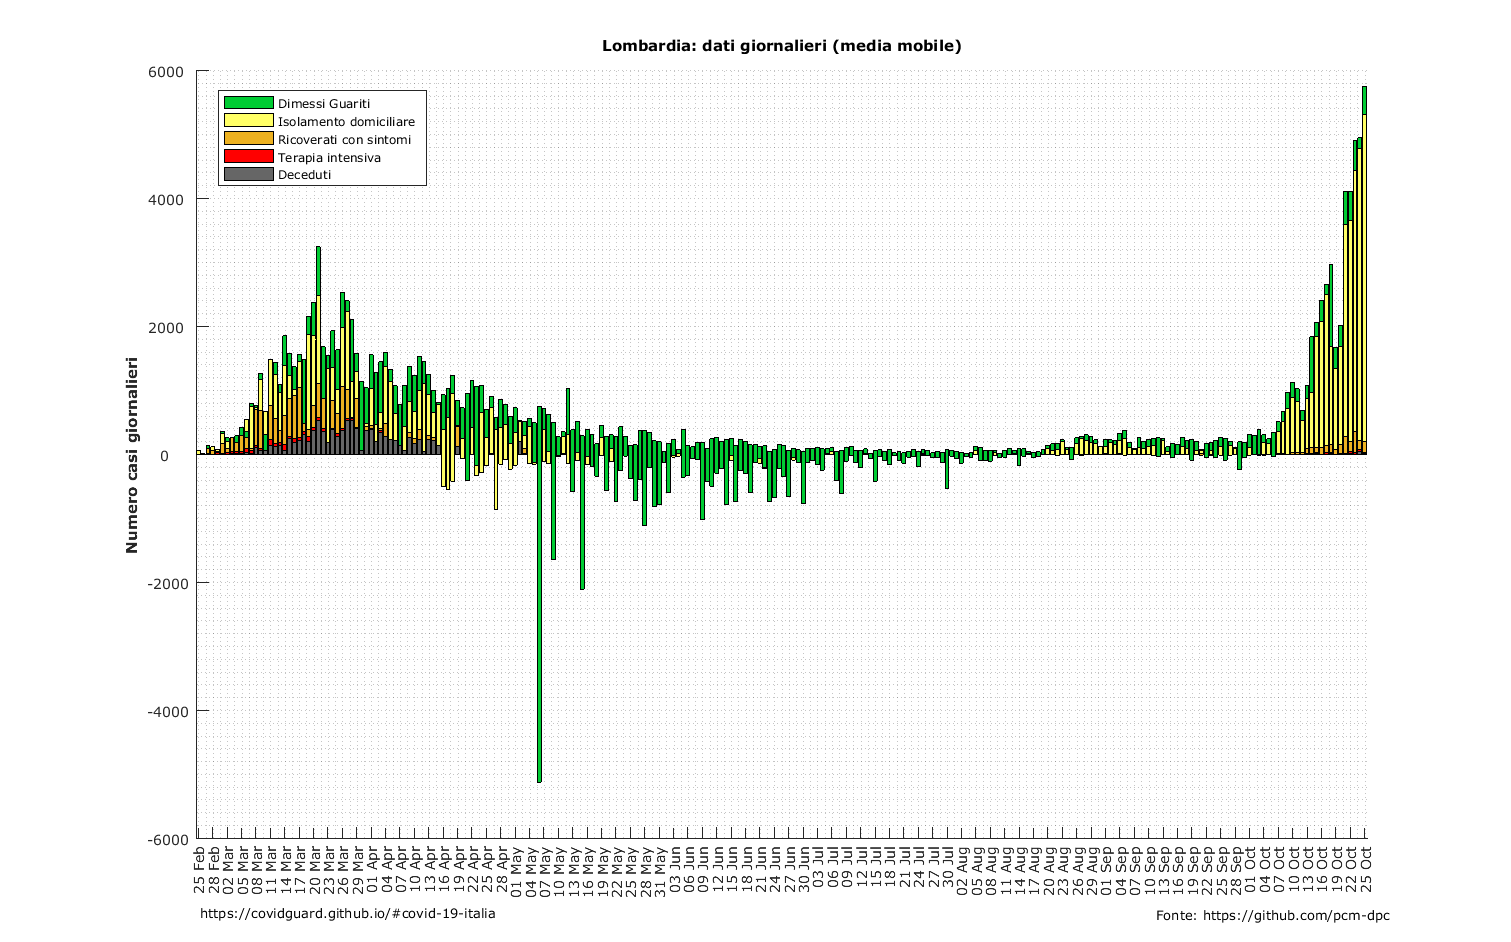 Lombardia: dati giornalieri (media mobile)
6000
4000
2000
0
-2000
-4000
-6000
Numero casi giornalieri
Dimessi Guariti
Isolamento domiciliare
Ricoverati con sintomi
Terapia intensiva
Deceduti
25 Feb
28 Feb
02 Mar
05 Mar
08 Mar
11 Mar
14 Mar
17 Mar
20 Mar
23 Mar
26 Mar
29 Mar
01 Apr
04 Apr
07 Apr
10 Apr
13 Apr
16 Apr
19 Apr
22 Apr
25 Apr
28 Apr
01 May
04 May
07 May
10 May
13 May
16 May
19 May
22 May
25 May
28 May
31 May
03 Jun
06 Jun
09 Jun
12 Jun
15 Jun
18 Jun
21 Jun
24 Jun
27 Jun
30 Jun
03 Jul
06 Jul
09 Jul
12 Jul
15 Jul
18 Jul
21 Jul
24 Jul
27 Jul
30 Jul
02 Aug
05 Aug
08 Aug
11 Aug
14 Aug
17 Aug
20 Aug
23 Aug
26 Aug
29 Aug
01 Sep
04 Sep
07 Sep
10 Sep
13 Sep
16 Sep
19 Sep
22 Sep
25 Sep
28 Sep
01 Oct
04 Oct
07 Oct
10 Oct
13 Oct
16 Oct
19 Oct
22 Oct
25 Oct
https://covidguard.github.io/#covid-19-italia
Fonte: https://github.com/pcm-dpc